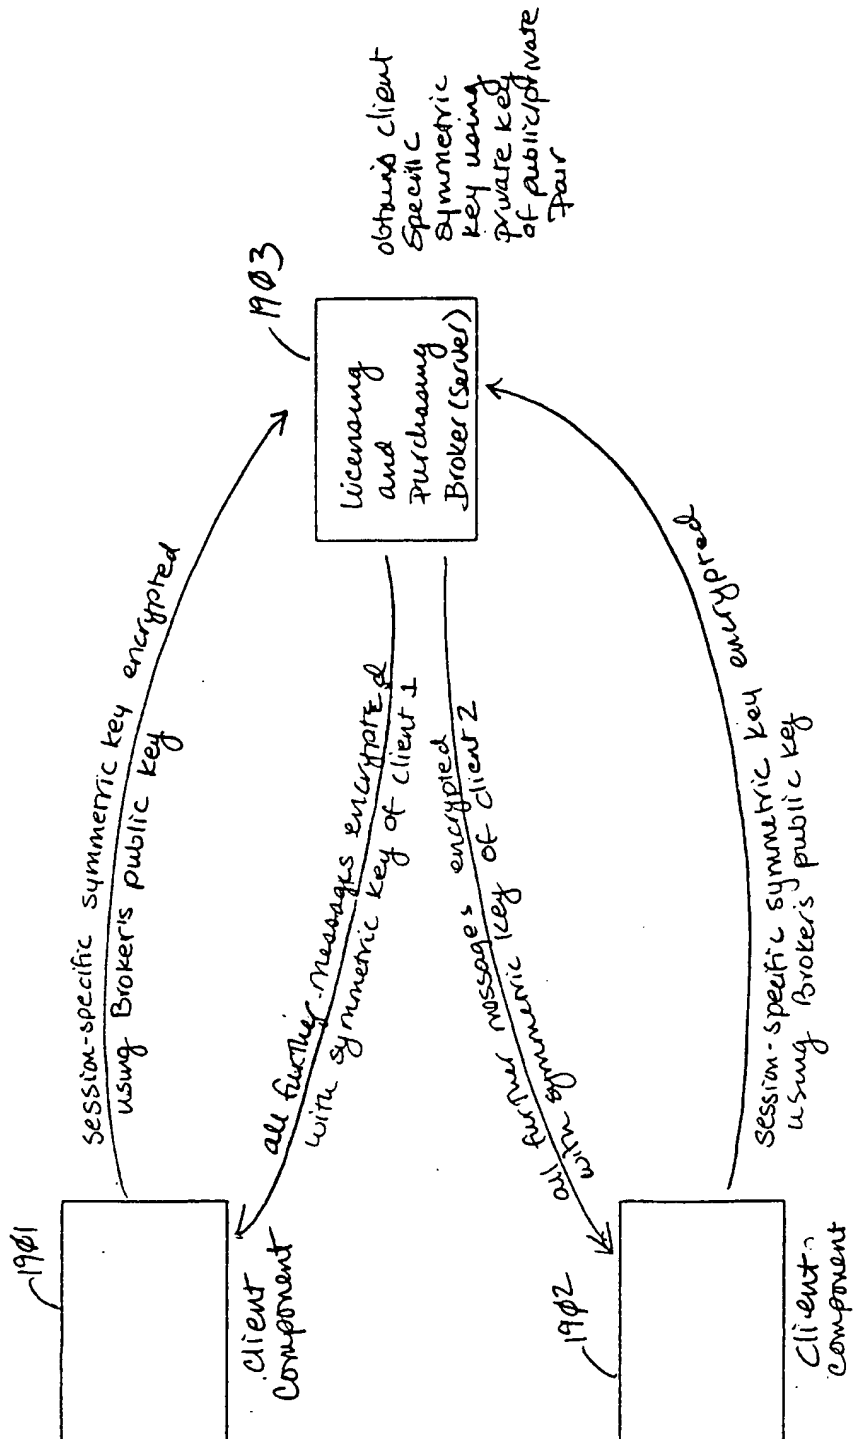 1901
Client
Component
session-specific symmetric key encrypted
using Broker's public key
all further messages encrypted
with symmetric key of client 1
1903
Licensing
and
Purchasing
Broker (Server)
obtains client
specific
symmetric
key using
private key
of public/private
pair
all further messages encrypted
with symmetric key of client 2
1902
Client
component
session-specific symmetric key encrypted
using Broker's public key